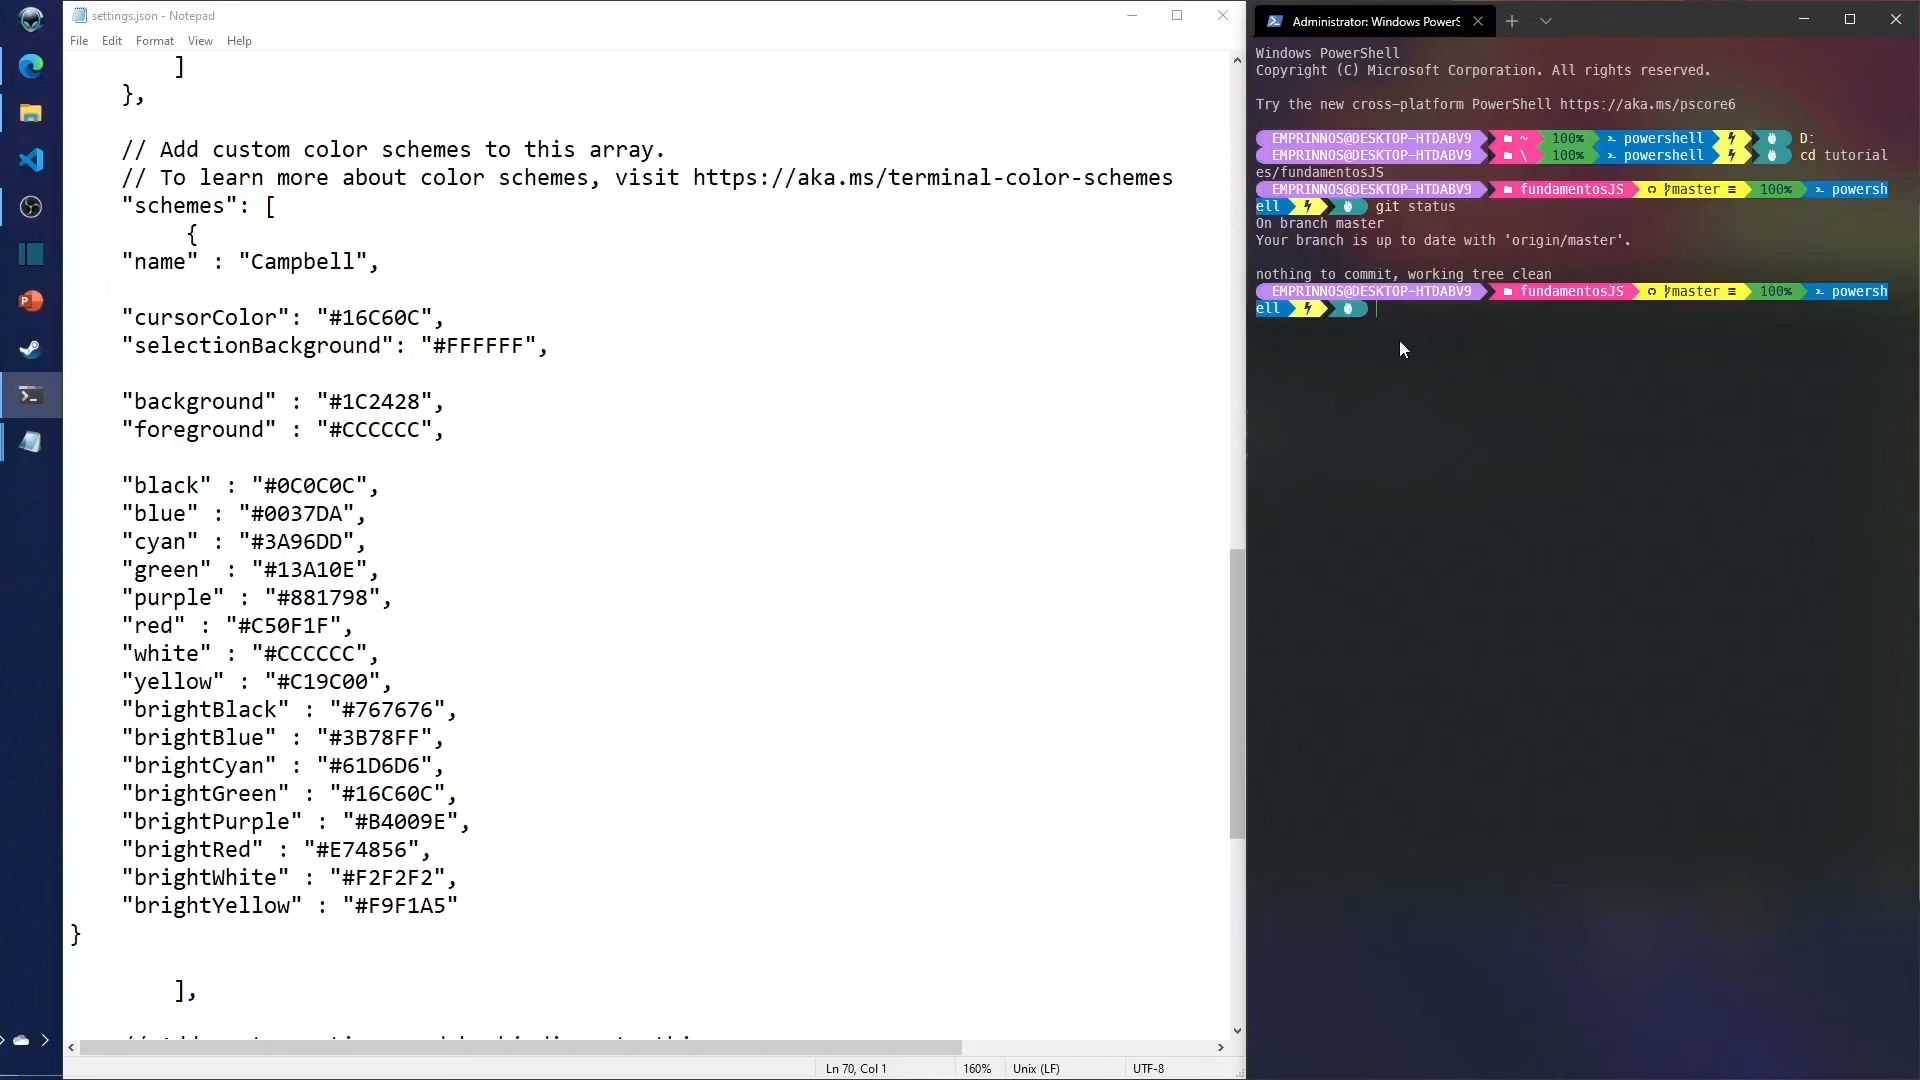 settings.json - Notepad
File Edit Format View Help
]
},
// Add custom color schemes to this array.
// To learn more about color schemes, visit https://aka.ms/terminal-color-schemes
"schemes": [
{
"name" : "Campbell",
"cursorColor": "#16C60C",
"selectionBackground": "#FFFFFF",
"background" : "#1C2428",
"foreground" : "#CCCCCC",
"black" : "#0C0C0C",
"blue" : "#0037DA",
"cyan" : "#3A96DD",
"green" : "#13A10E",
"purple" : "#881798",
"red" : "#C50F1F",
"white" : "#CCCCCC",
"yellow" : "#C19C00",
"brightBlack" : "#767676",
"brightBlue" : "#3B78FF",
"brightCyan" : "#61D6D6",
"brightGreen" : "#16C60C",
"brightPurple" : "#B4009E",
"brightRed" : "#E74856",
"brightWhite" : "#F2F2F2",
"brightYellow" : "#F9F1A5"
}
],
Ln 70, Col 1 160% Unix (LF) UTF-8
Administrator: Windows PowerS
Windows PowerShell
Copyright (C) Microsoft Corporation. All rights reserved.
Try the new cross-platform PowerShell https://aka.ms/pscore6
EMPRINNOS@DESKTOP-HTDABV9 ~ 100% powershell D:
EMPRINNOS@DESKTOP-HTDABV9 \ 100% powershell cd tutorial
es/fundamentosJS
EMPRINNOS@DESKTOP-HTDABV9 fundamentosJS master ≡ 100% powersh
ell git status
On branch master
Your branch is up to date with 'origin/master'.
nothing to commit, working tree clean
EMPRINNOS@DESKTOP-HTDABV9 fundamentosJS master ≡ 100% powersh
ell